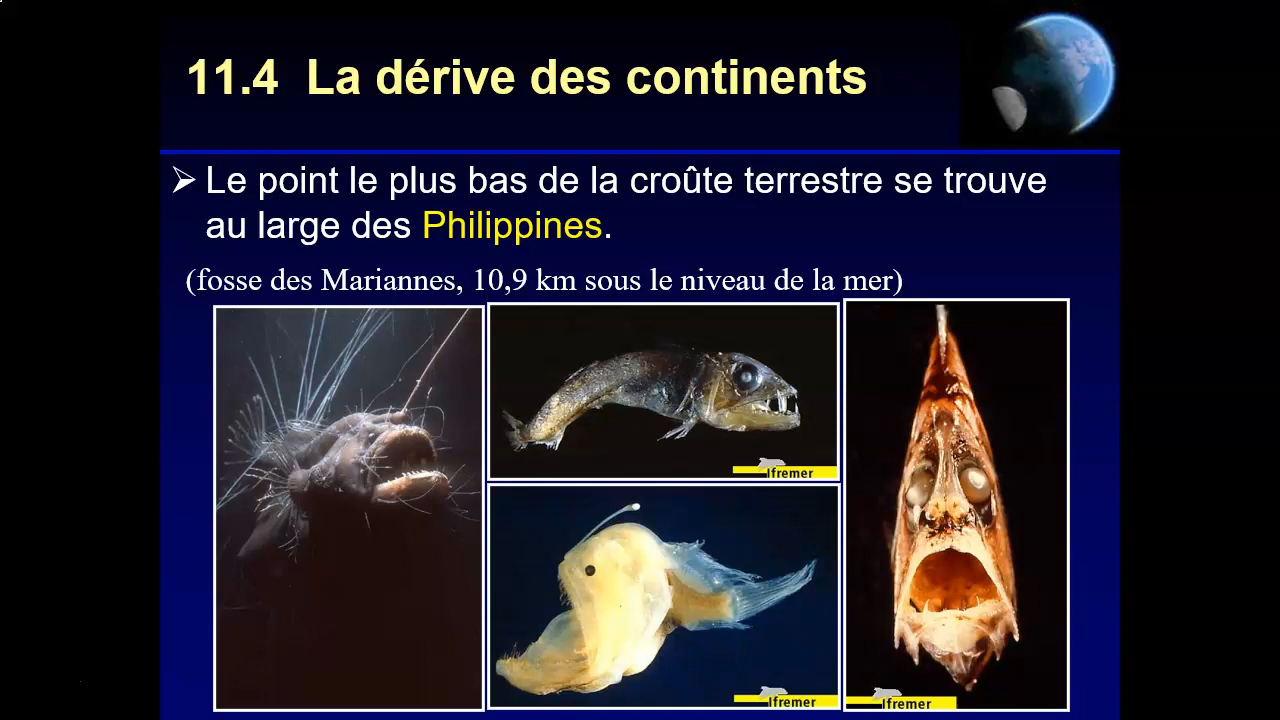 11.4 La dérive des continents
➢ Le point le plus bas de la croûte terrestre se trouve
au large des Philippines.
(fosse des Mariannes, 10,9 km sous le niveau de la mer)
Ifremer
Ifremer
Ifremer